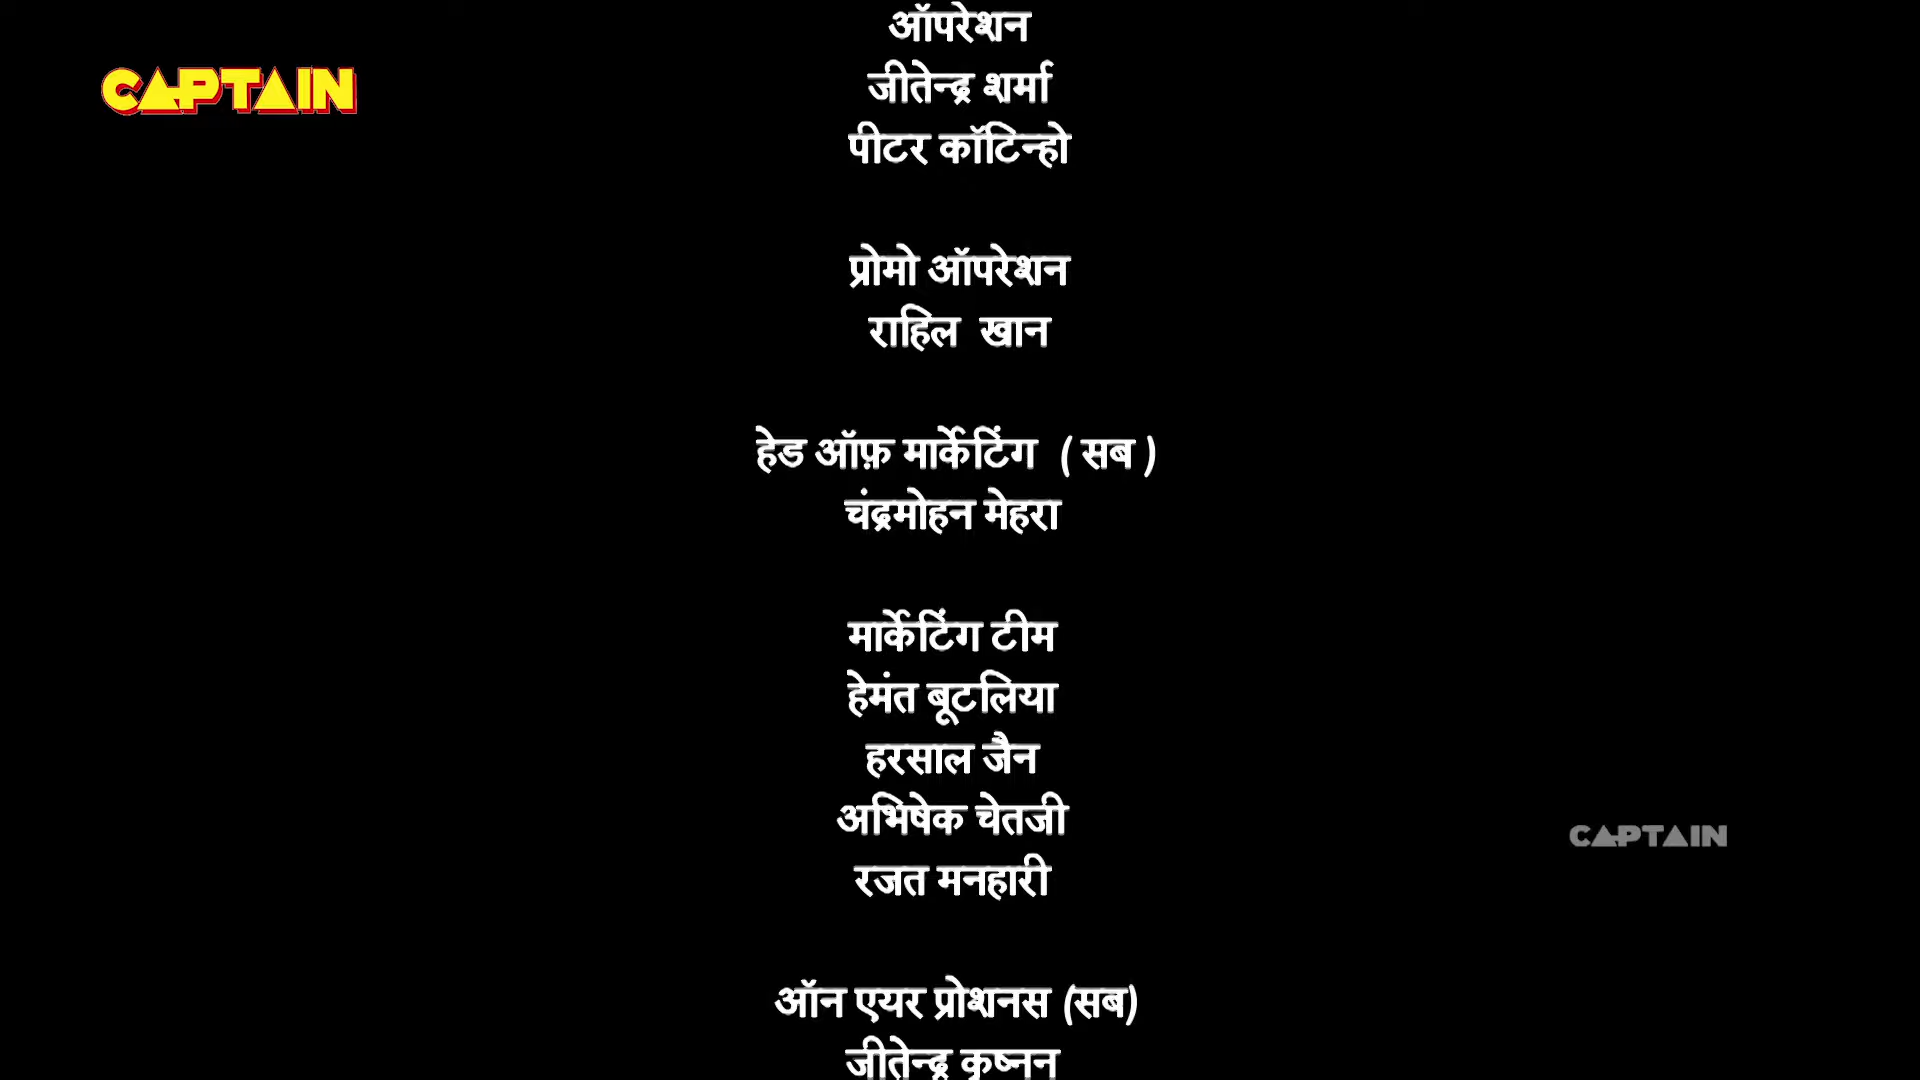 ऑपरेशन
CAPTAIN
जीतेन्द्र शर्मा
पीटर कॉटिन्हो
प्रोमो ऑपरेशन
राहिल खान
हेड ऑफ़ मार्केटिंग ( सब )
चंद्रमोहन मेहरा
मार्केटिंग टीम
हेमंत बूटलिया
हरसाल जैन
अभिषेक चेतजी
CAPTAIN
रजत मनहारी
ऑन एयर प्रोशनस (सब)
जीतेन्द्र कृष्नन